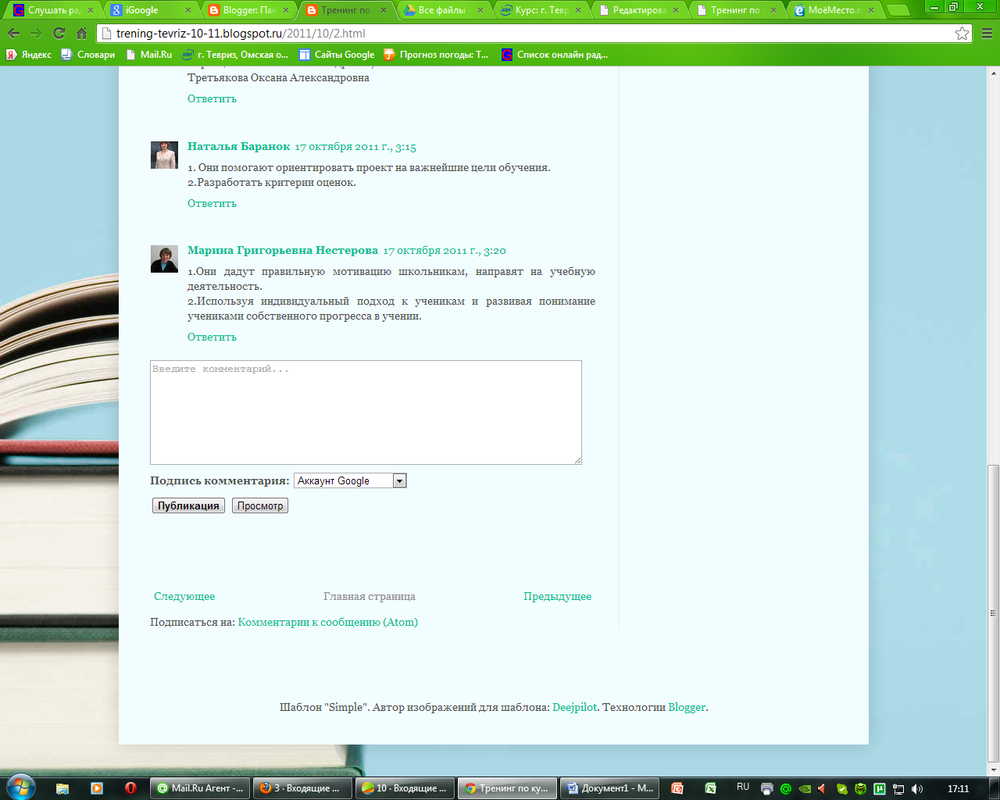 Слушать рад
iGoogle
Blogger: Пан
Тренинг по
Все файлы
Курс: г. Тевр
Редактирова
Тренинг по
МоёМесто.r
trening-tevriz-10-11.blogspot.ru/2011/10/2.html
Яндекс
Словари
Mail.Ru
г. Тевриз, Омская о...
Сайты Google
Прогноз погоды: Т...
Список онлайн рад...
Третьякова Оксана Александровна
Ответить
Наталья Баранок 17 октября 2011 г., 3:15
1. Они помогают ориентировать проект на важнейшие цели обучения.
2.Разработать критерии оценок.
Ответить
Марина Григорьевна Нестерова 17 октября 2011 г., 3:20
1.Они дадут правильную мотивацию школьникам, направят на учебную
деятельность.
2.Используя индивидуальный подход к ученикам и развивая понимание
учениками собственного прогресса в учении.
Ответить
Введите комментарий...
Подпись комментария: Аккаунт Google
Публикация Просмотр
Следующее Главная страница Предыдущее
Подписаться на: Комментарии к сообщению (Atom)
Шаблон "Simple". Автор изображений для шаблона: Deejpilot. Технологии Blogger.
Mail.Ru Агент -...
3 · Входящие ...
10 · Входящие ...
Тренинг по ку...
Документ1 - М...
RU
17:11